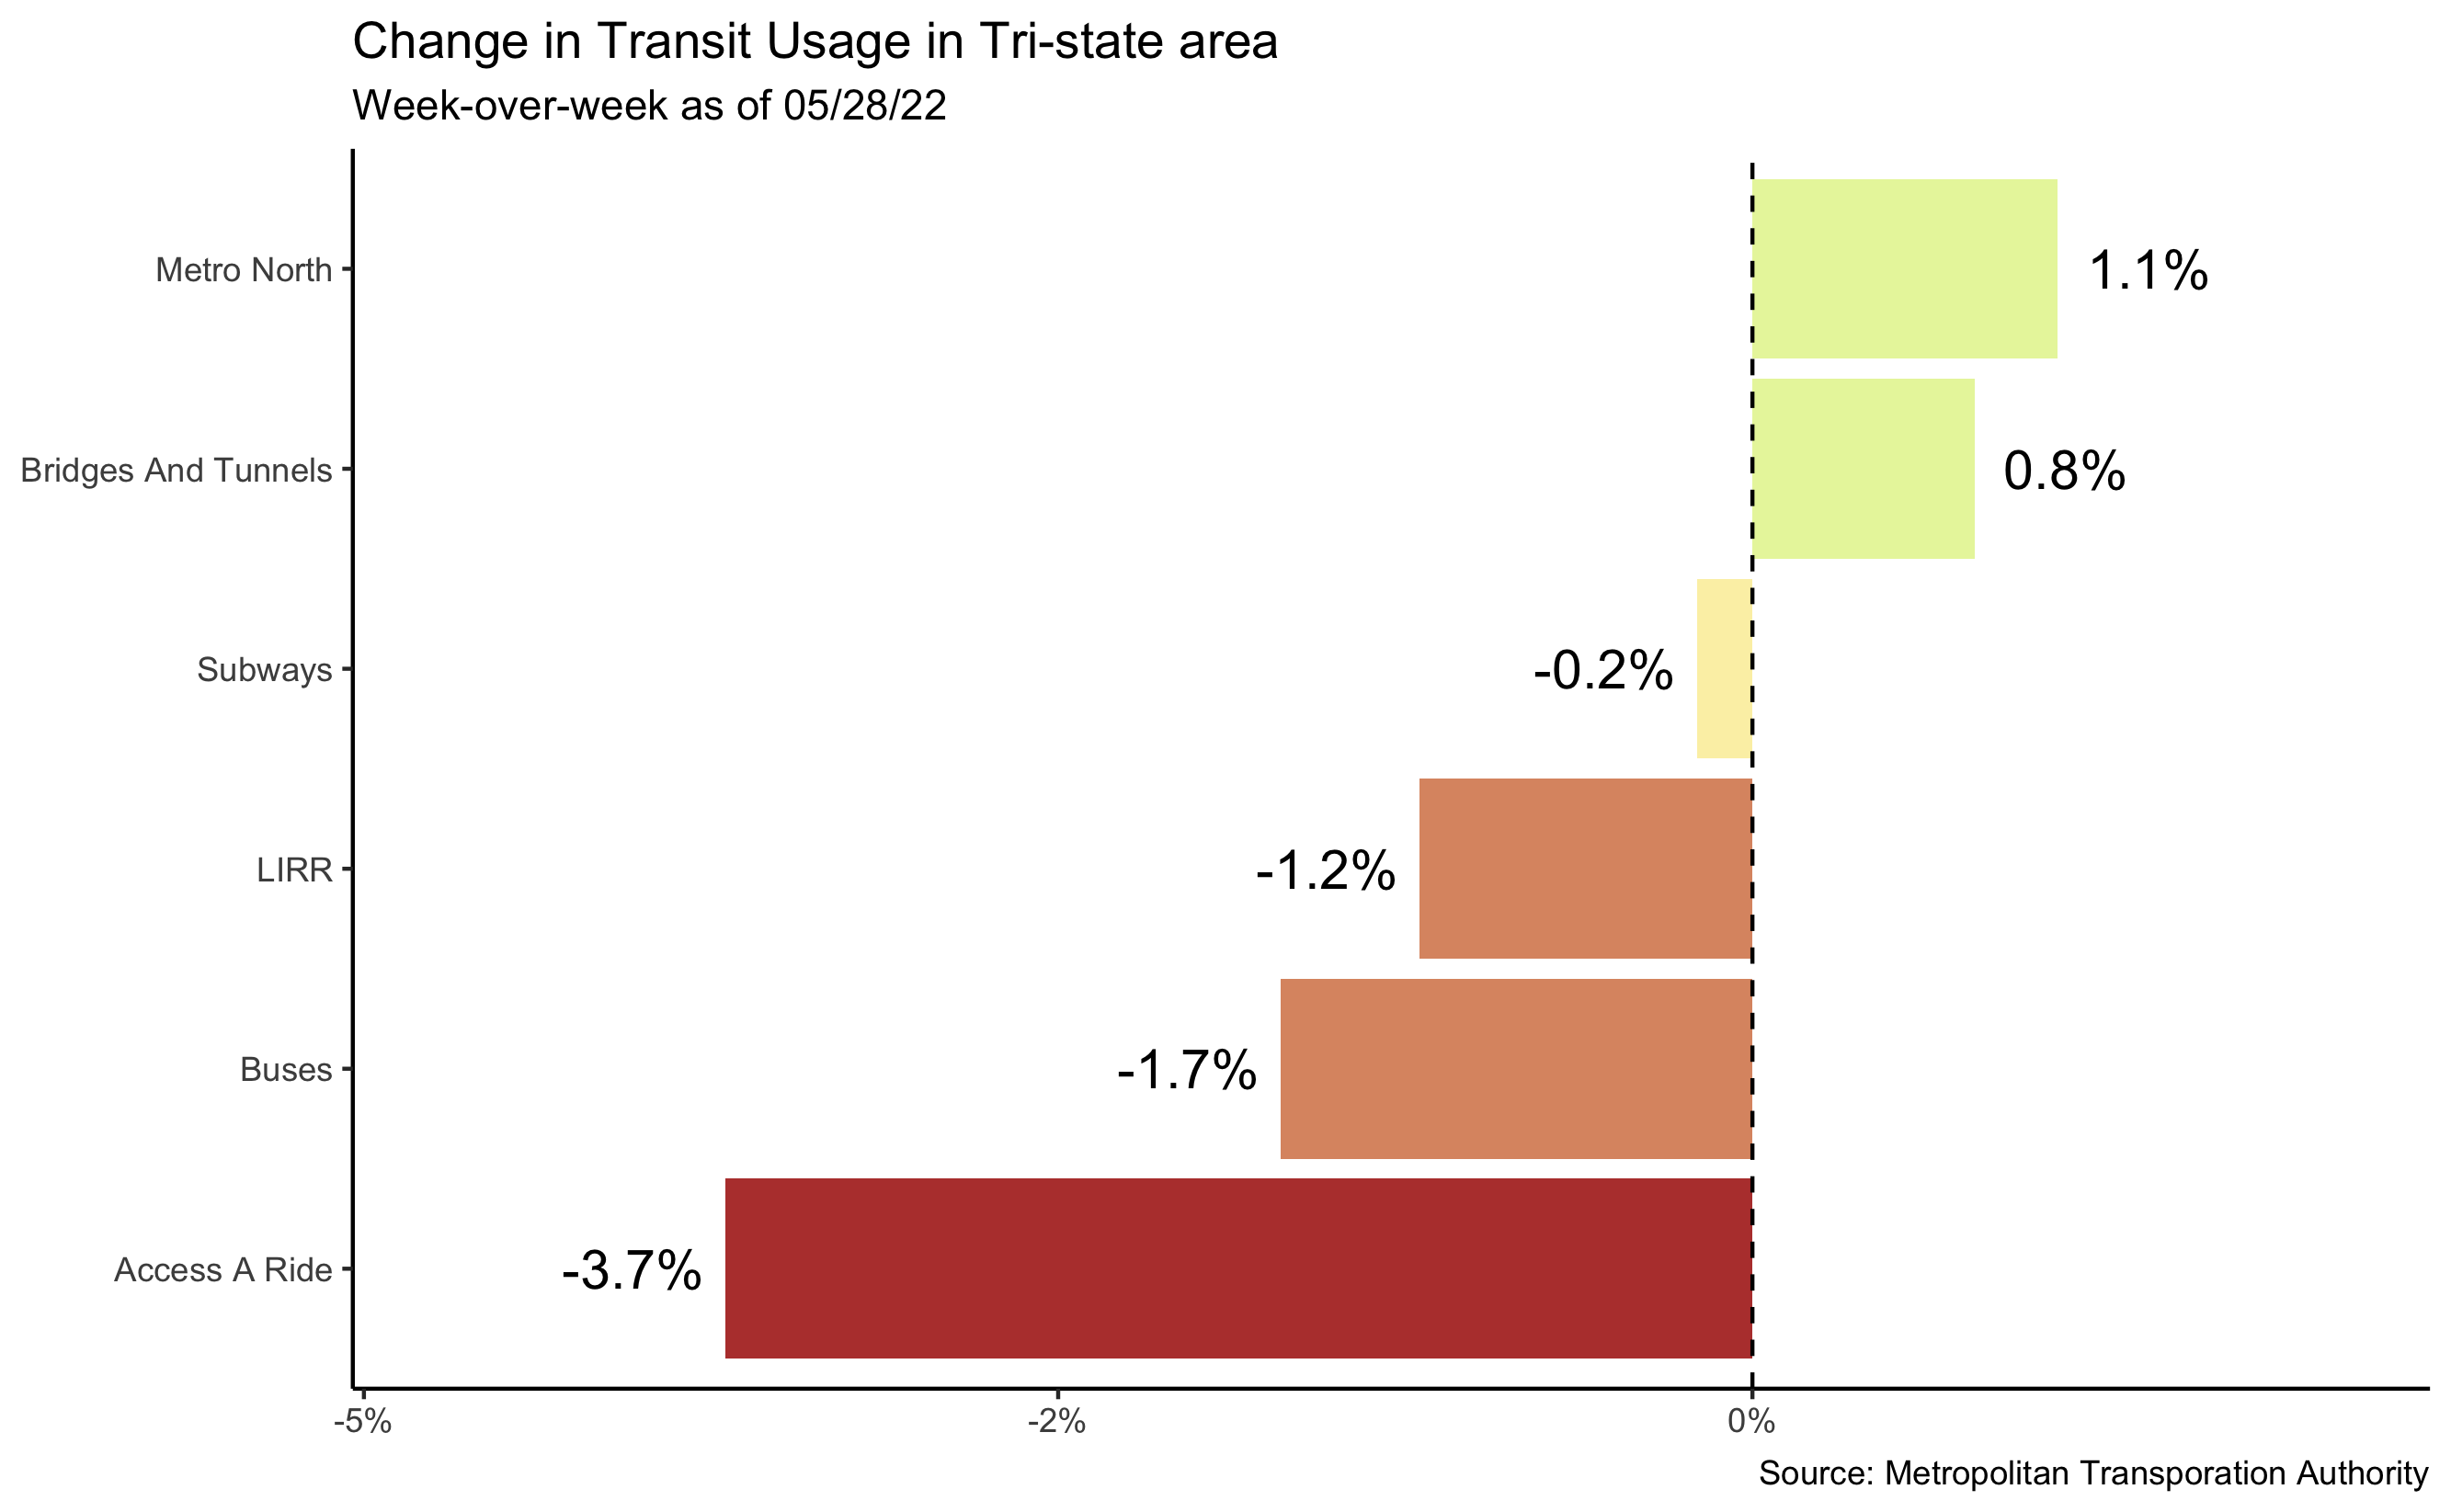 Change in Transit Usage in Tri-state area
Week-over-week as of 05/28/22
Metro North
1.1%
Bridges And Tunnels
0.8%
Subways
-0.2%
LIRR
-1.2%
Buses
-1.7%
Access A Ride
-3.7%
-5%
-2%
0%
Source: Metropolitan Transporation Authority